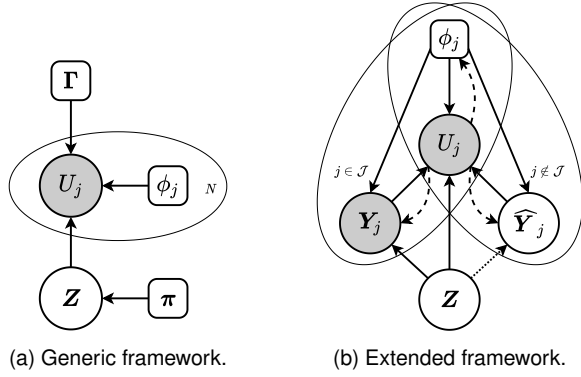 Γ
U_j
ϕ_j
N
Z
π
(a) Generic framework.
ϕ_j
U_j
j ∈ 𝒥
j ∉ 𝒥
Y_j
Ŷ_j
Z
(b) Extended framework.